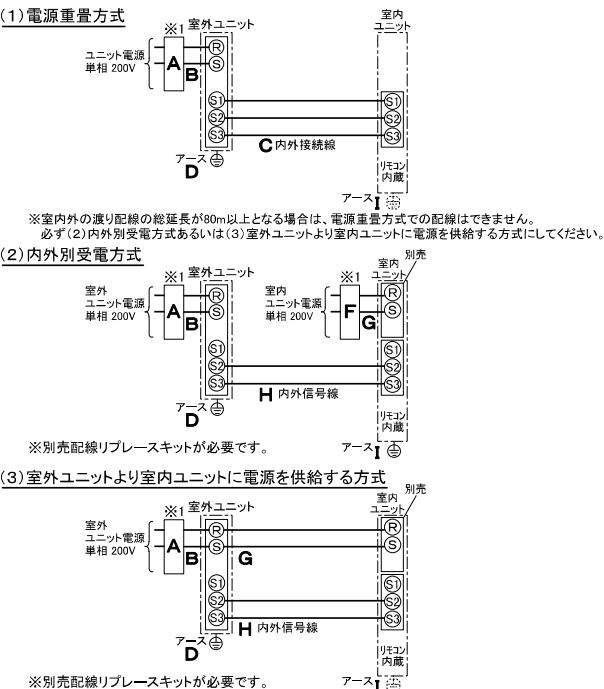 (1)電源重畳方式
※1 室外ユニット
室内
ユニット
ユニット電源
単相 200V
A
B
R
S
S1
S2
S3
S1
S2
S3
C 内外接続線
アース
D
リモコン
内蔵
アース I
※室内外の渡り配線の総延長が80m以上となる場合は、電源重畳方式での配線はできません。
必ず(2)内外別受電方式あるいは(3)室外ユニットより室内ユニットに電源を供給する方式にしてください。
(2)内外別受電方式
※1 室外ユニット
室外
ユニット電源
単相 200V
A
B
R
S
S1
S2
S3
室内
ユニット電源
単相 200V
※1
F
G
室内
ユニット
別売
R
S
S1
S2
S3
H 内外信号線
アース
D
リモコン
内蔵
アース I
※別売配線リプレースキットが必要です。
(3)室外ユニットより室内ユニットに電源を供給する方式
※1 室外ユニット
室内
ユニット
別売
室外
ユニット電源
単相 200V
A
B
R
S
G
R
S
S1
S2
S3
S1
S2
S3
H 内外信号線
アース
D
リモコン
内蔵
アース I
※別売配線リプレースキットが必要です。